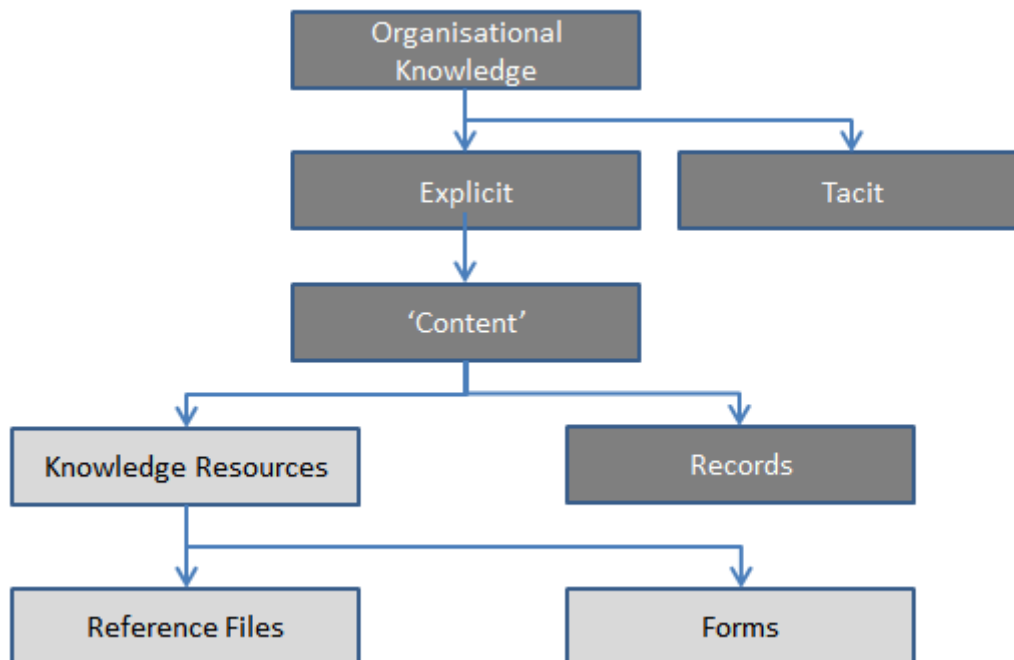 Organisational
Knowledge
Explicit
Tacit
‘Content’
Knowledge Resources
Records
Reference Files
Forms